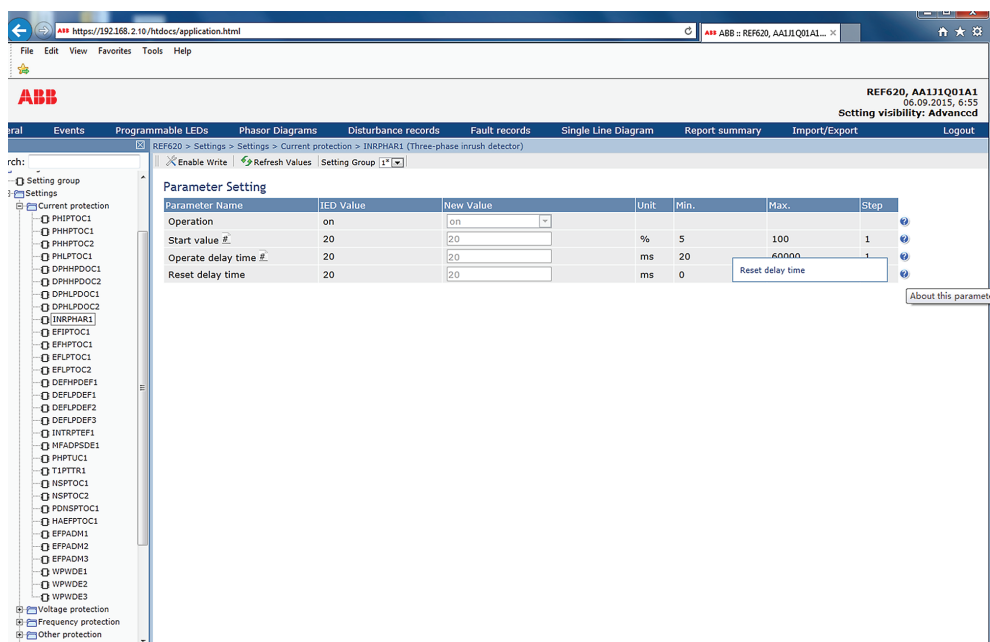 ABB https://192.168.2.10/htdocs/application.html
ABB ABB :: REF620, AA1J1Q01A1...
File Edit View Favorites Tools Help
ABB
REF620, AA1J1Q01A1
06.09.2015, 6:55
Setting visibility: Advanced
eral Events Programmable LEDs Phasor Diagrams Disturbance records Fault records Single Line Diagram Report summary Import/Export Logout
REF620 > Settings > Settings > Current protection > INRPHAR1 (Three-phase inrush detector)
rch:
Enable Write Refresh Values Setting Group 1*
Setting group
Settings
Current protection
PHIPTOC1
PHHPTOC1
PHHPTOC2
PHLPTOC1
DPHHPDOC1
DPHHPDOC2
DPHLPDOC1
DPHLPDOC2
INRPHAR1
EFIPTOC1
EFHPTOC1
EFLPTOC1
EFLPTOC2
DEFHPDEF1
DEFLPDEF1
DEFLPDEF2
DEFLPDEF3
INTRPTEF1
MFADPSDE1
PHPTUC1
T1PTTR1
NSPTOC1
NSPTOC2
PDNSPTOC1
HAEFPTOC1
EFPADM1
EFPADM2
EFPADM3
WPWDE1
WPWDE2
WPWDE3
Voltage protection
Frequency protection
Other protection
Parameter Setting
Parameter Name IED Value New Value Unit Min. Max. Step
Operation on on
Start value # 20 20 % 5 100 1
Operate delay time # 20 20 ms 20 60000 1
Reset delay time 20 20 ms 0
Reset delay time
About this paramet